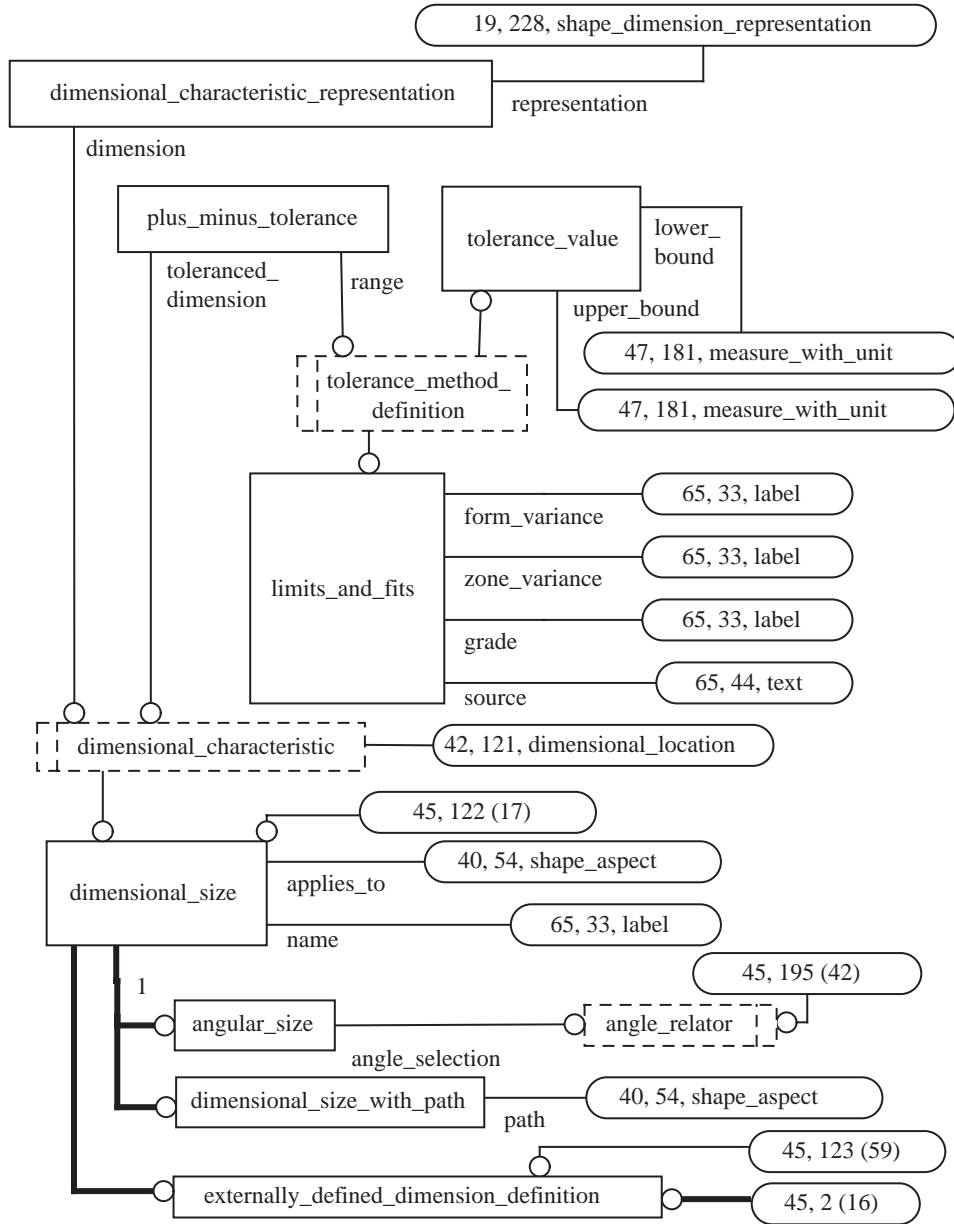 19, 228, shape_dimension_representation
dimensional_characteristic_representation
representation
dimension
plus_minus_tolerance
tolerance_value
lower_
bound
toleranced_
dimension
range
upper_bound
47, 181, measure_with_unit
tolerance_method_
definition
47, 181, measure_with_unit
65, 33, label
form_variance
65, 33, label
zone_variance
limits_and_fits
65, 33, label
grade
65, 44, text
source
dimensional_characteristic
42, 121, dimensional_location
45, 122 (17)
40, 54, shape_aspect
dimensional_size
applies_to
65, 33, label
name
45, 195 (42)
1
angular_size
angle_relator
angle_selection
dimensional_size_with_path
40, 54, shape_aspect
path
45, 123 (59)
externally_defined_dimension_definition
45, 2 (16)